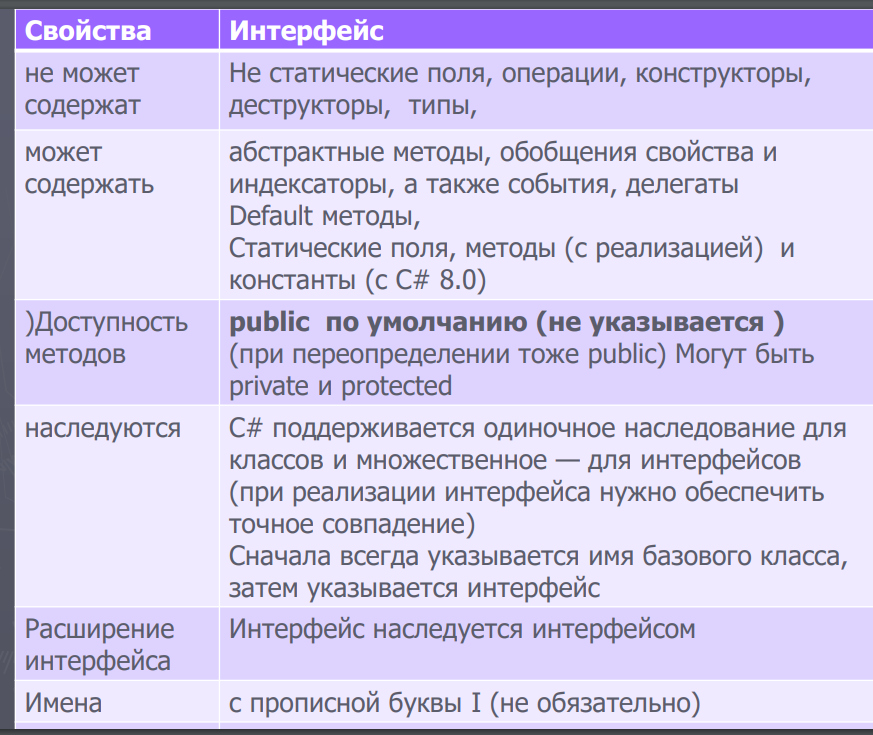 Свойства
Интерфейс
не может
содержат
Не статические поля, операции, конструкторы,
деструкторы, типы,
может
содержать
абстрактные методы, обобщения свойства и
индексаторы, а также события, делегаты
Default методы,
Статические поля, методы (с реализацией) и
константы (с C# 8.0)
)Доступность
методов
public по умолчанию (не указывается )
(при переопределении тоже public) Могут быть
private и protected
наследуются
C# поддерживается одиночное наследование для
классов и множественное — для интерфейсов
(при реализации интерфейса нужно обеспечить
точное совпадение)
Сначала всегда указывается имя базового класса,
затем указывается интерфейс
Расширение
интерфейса
Интерфейс наследуется интерфейсом
Имена
с прописной буквы I (не обязательно)